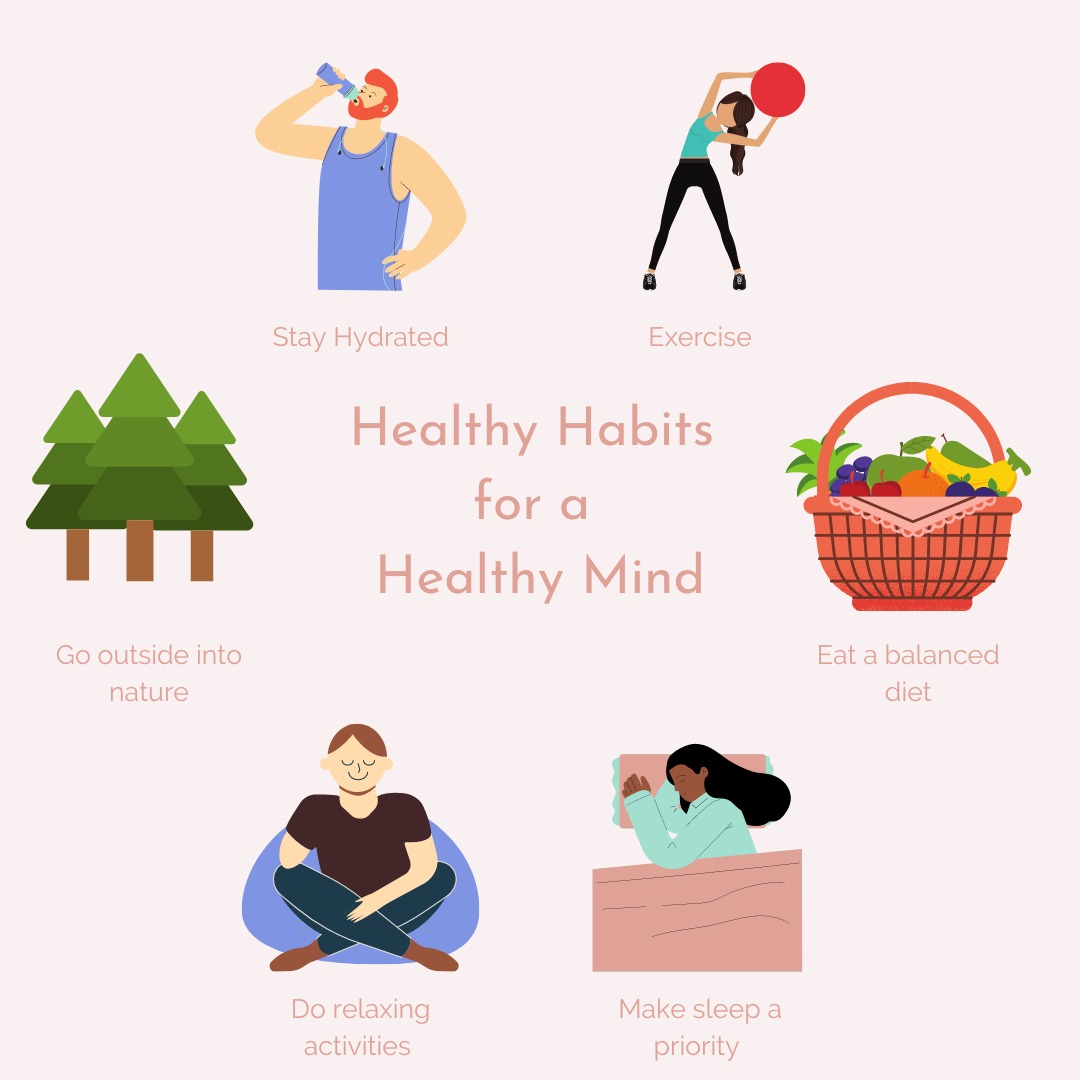 Stay Hydrated
Exercise
Healthy Habits
for a
Healthy Mind
Go outside into
nature
Eat a balanced
diet
Do relaxing
activities
Make sleep a
priority